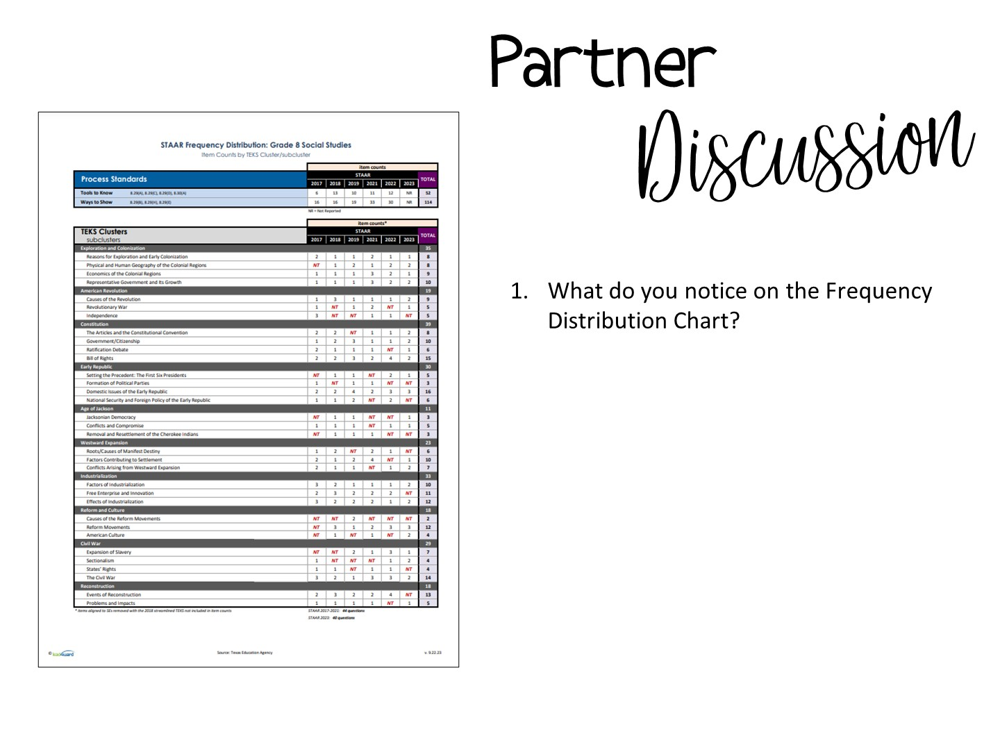 Partner
Discussion
STAAR Frequency Distribution: Grade 8 Social Studies
Item Counts by TEKS Cluster/subcluster
item counts
Process Standards STAAR TOTAL
2017 2018 2019 2021 2022 2023
Tools to Know 8.29(A), 8.29(C), 8.29(D), 8.30(A) 6 13 10 11 12 NR 52
Ways to Show 8.29(B), 8.29(H), 8.29(E) 16 16 19 33 30 NR 114
NR = Not Reported
item counts*
TEKS Clusters STAAR TOTAL
subclusters 2017 2018 2019 2021 2022 2023
Exploration and Colonization 35
Reasons for Exploration and Early Colonization 2 1 1 2 1 1 8
Physical and Human Geography of the Colonial Regions NT 1 2 1 2 2 8
Economics of the Colonial Regions 1 1 1 3 2 1 9
Representative Government and Its Growth 1 1 1 3 2 2 10
American Revolution 19
Causes of the Revolution 1 3 1 1 1 2 9
Revolutionary War 1 NT 1 2 NT 1 5
Independence 3 NT NT 1 1 NT 5
Constitution 39
The Articles and the Constitutional Convention 2 2 NT 1 1 2 8
Government/Citizenship 1 2 3 1 1 2 10
Ratification Debate 2 1 1 1 NT 1 6
Bill of Rights 2 2 3 2 4 2 15
Early Republic 30
Setting the Precedent: The First Six Presidents NT 1 1 NT 2 1 5
Formation of Political Parties 1 NT 1 1 NT NT 3
Domestic Issues of the Early Republic 2 2 4 2 3 3 16
National Security and Foreign Policy of the Early Republic 1 1 2 NT 2 NT 6
Age of Jackson 11
Jacksonian Democracy NT 1 1 NT NT 1 3
Conflicts and Compromise 1 1 1 NT 1 1 5
Removal and Resettlement of the Cherokee Indians NT 1 1 1 NT NT 3
Westward Expansion 23
Roots/Causes of Manifest Destiny 1 2 NT 2 1 NT 6
Factors Contributing to Settlement 2 1 2 4 NT 1 10
Conflicts Arising from Westward Expansion 2 1 1 NT 1 2 7
Industrialization 33
Factors of Industrialization 3 2 1 1 1 2 10
Free Enterprise and Innovation 2 3 2 2 2 NT 11
Effects of Industrialization 3 2 2 2 1 2 12
Reform and Culture 18
Causes of the Reform Movements NT NT 2 NT NT NT 2
Reform Movements NT 3 1 2 3 3 12
American Culture NT 1 NT 1 NT 2 4
Civil War 29
Expansion of Slavery NT NT 2 1 3 1 7
Sectionalism 1 NT NT NT 1 2 4
States' Rights 1 1 NT 1 1 NT 4
The Civil War 3 2 1 3 3 2 14
Reconstruction 18
Events of Reconstruction 2 3 2 2 4 NT 13
Problems and Impacts 1 1 1 1 NT 1 5
* Items aligned to SEs removed with the 2018 streamlined TEKS not included in item counts STAAR 2017-2021: 44 questions
STAAR 2023: 40 questions
© lead4ward Source: Texas Education Agency v. 9.22.23
1. What do you notice on the Frequency
Distribution Chart?